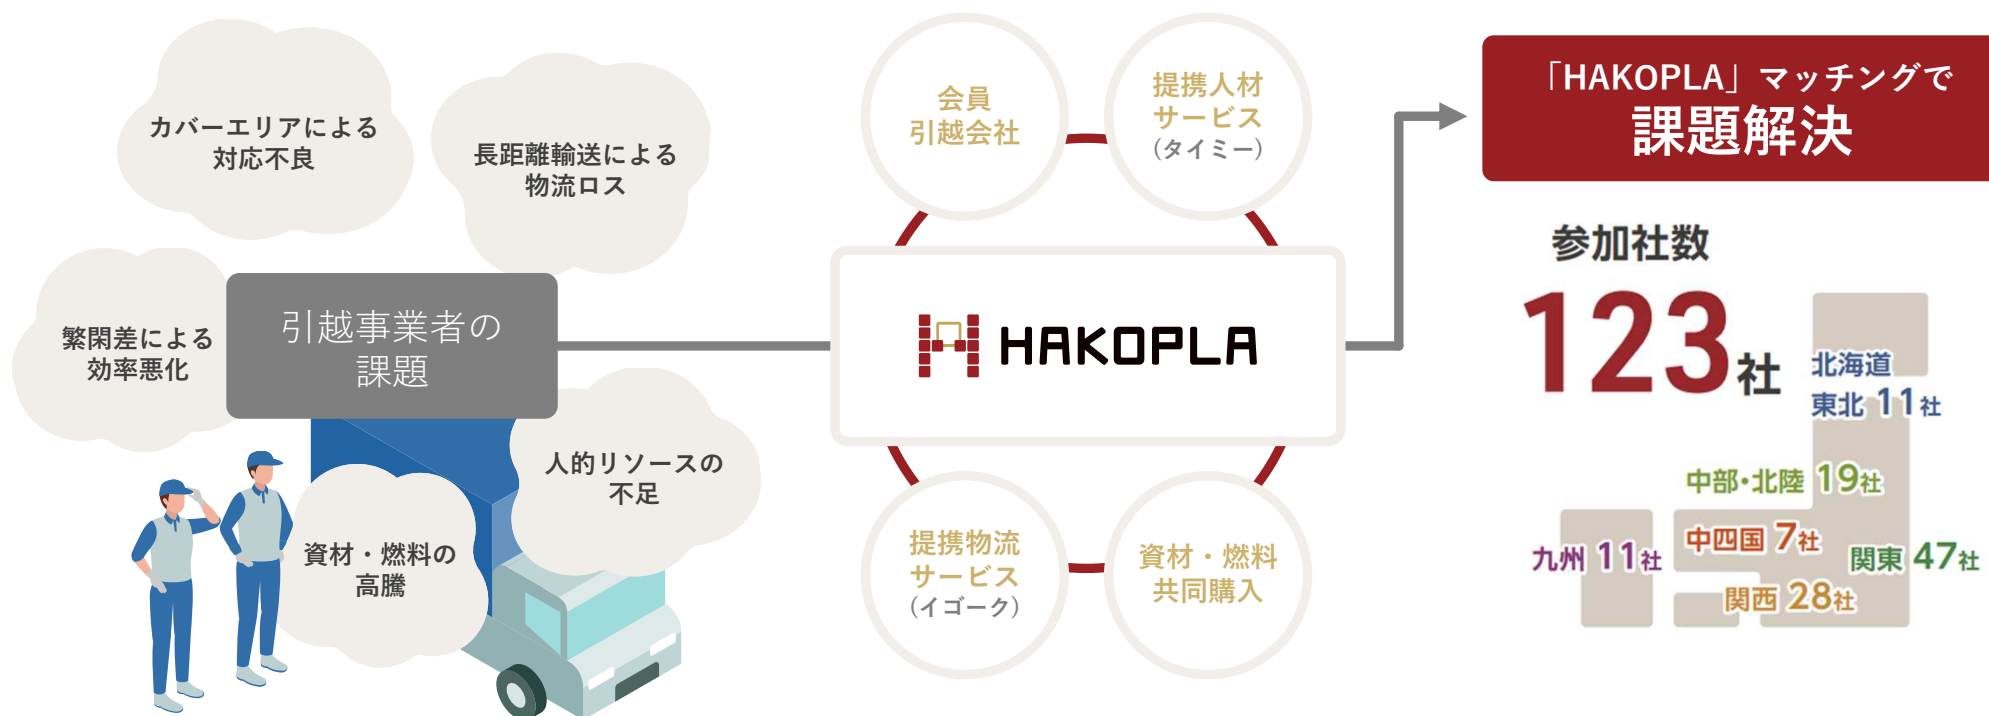 カバーエリアによる
対応不良
長距離輸送による
物流ロス
繁閑差による
効率悪化
引越事業者の
課題
人的リソースの
不足
資材・燃料の
高騰
会員
引越会社
提携人材
サービス
(タイミー)
HAKOPLA
提携物流
サービス
(イゴーク)
資材・燃料
共同購入
「HAKOPLA」マッチングで
課題解決
参加社数
123社
北海道
東北 11社
中部・北陸 19社
中四国 7社
九州 11社
関東 47社
関西 28社